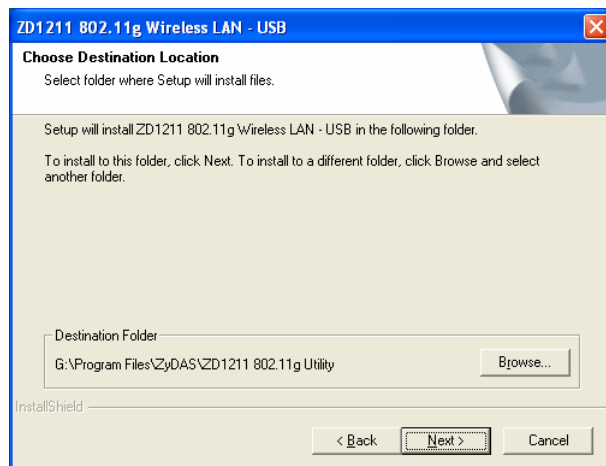 ZD1211 802.11g Wireless LAN - USB
Choose Destination Location
Select folder where Setup will install files.
Setup will install ZD1211 802.11g Wireless LAN - USB in the following folder.
To install to this folder, click Next. To install to a different folder, click Browse and select
another folder.
Destination Folder
G:\Program Files\ZyDAS\ZD1211 802.11g Utility
Browse...
InstallShield
< Back
Next >
Cancel